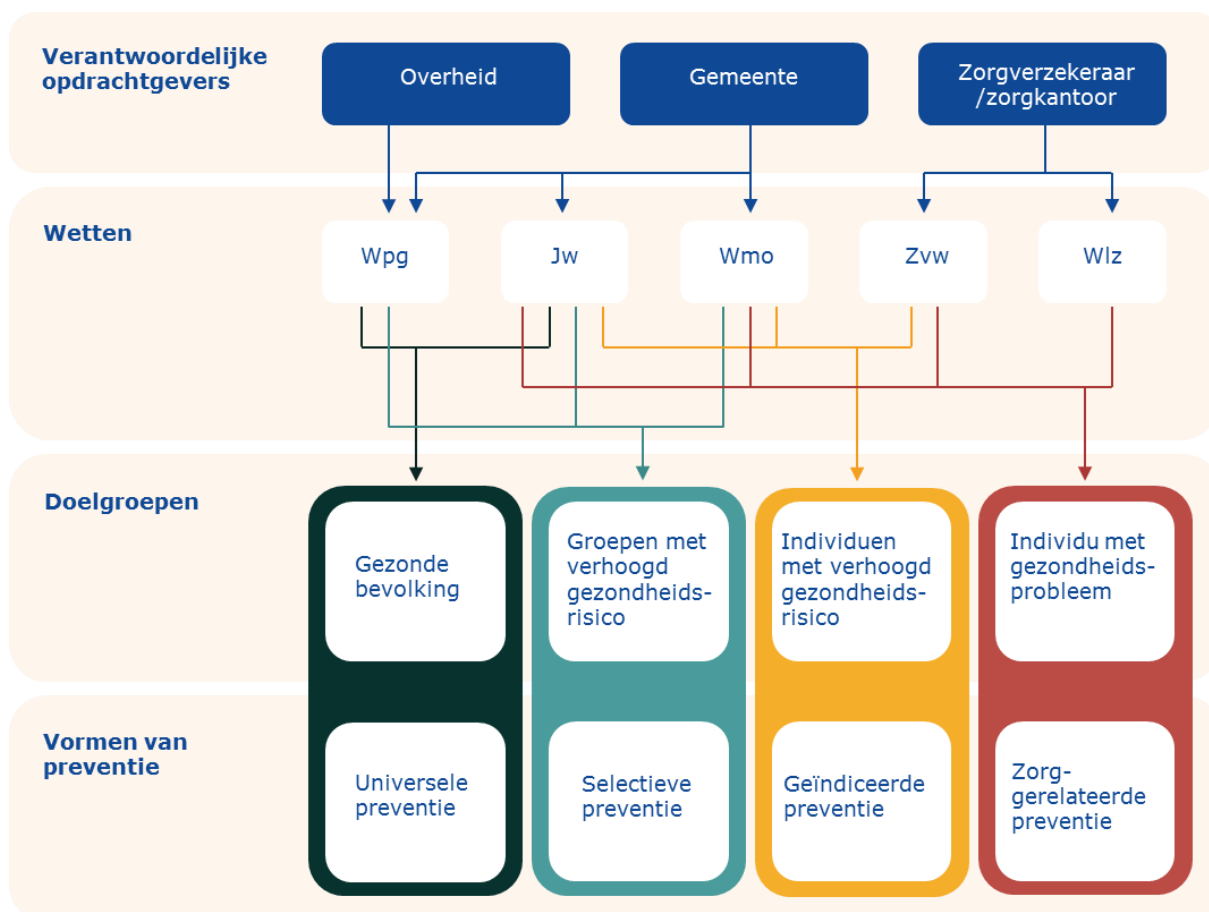 Verantwoordelijke
opdrachtgevers
Overheid
Gemeente
Zorgverzekeraar
/zorgkantoor
Wetten
Wpg
Jw
Wmo
Zvw
Wlz
Doelgroepen
Gezonde
bevolking
Groepen met
verhoogd
gezondheids-
risico
Individuen
met verhoogd
gezondheids-
risico
Individu met
gezondheids-
probleem
Vormen van
preventie
Universele
preventie
Selectieve
preventie
Geïndiceerde
preventie
Zorg-
gerelateerde
preventie